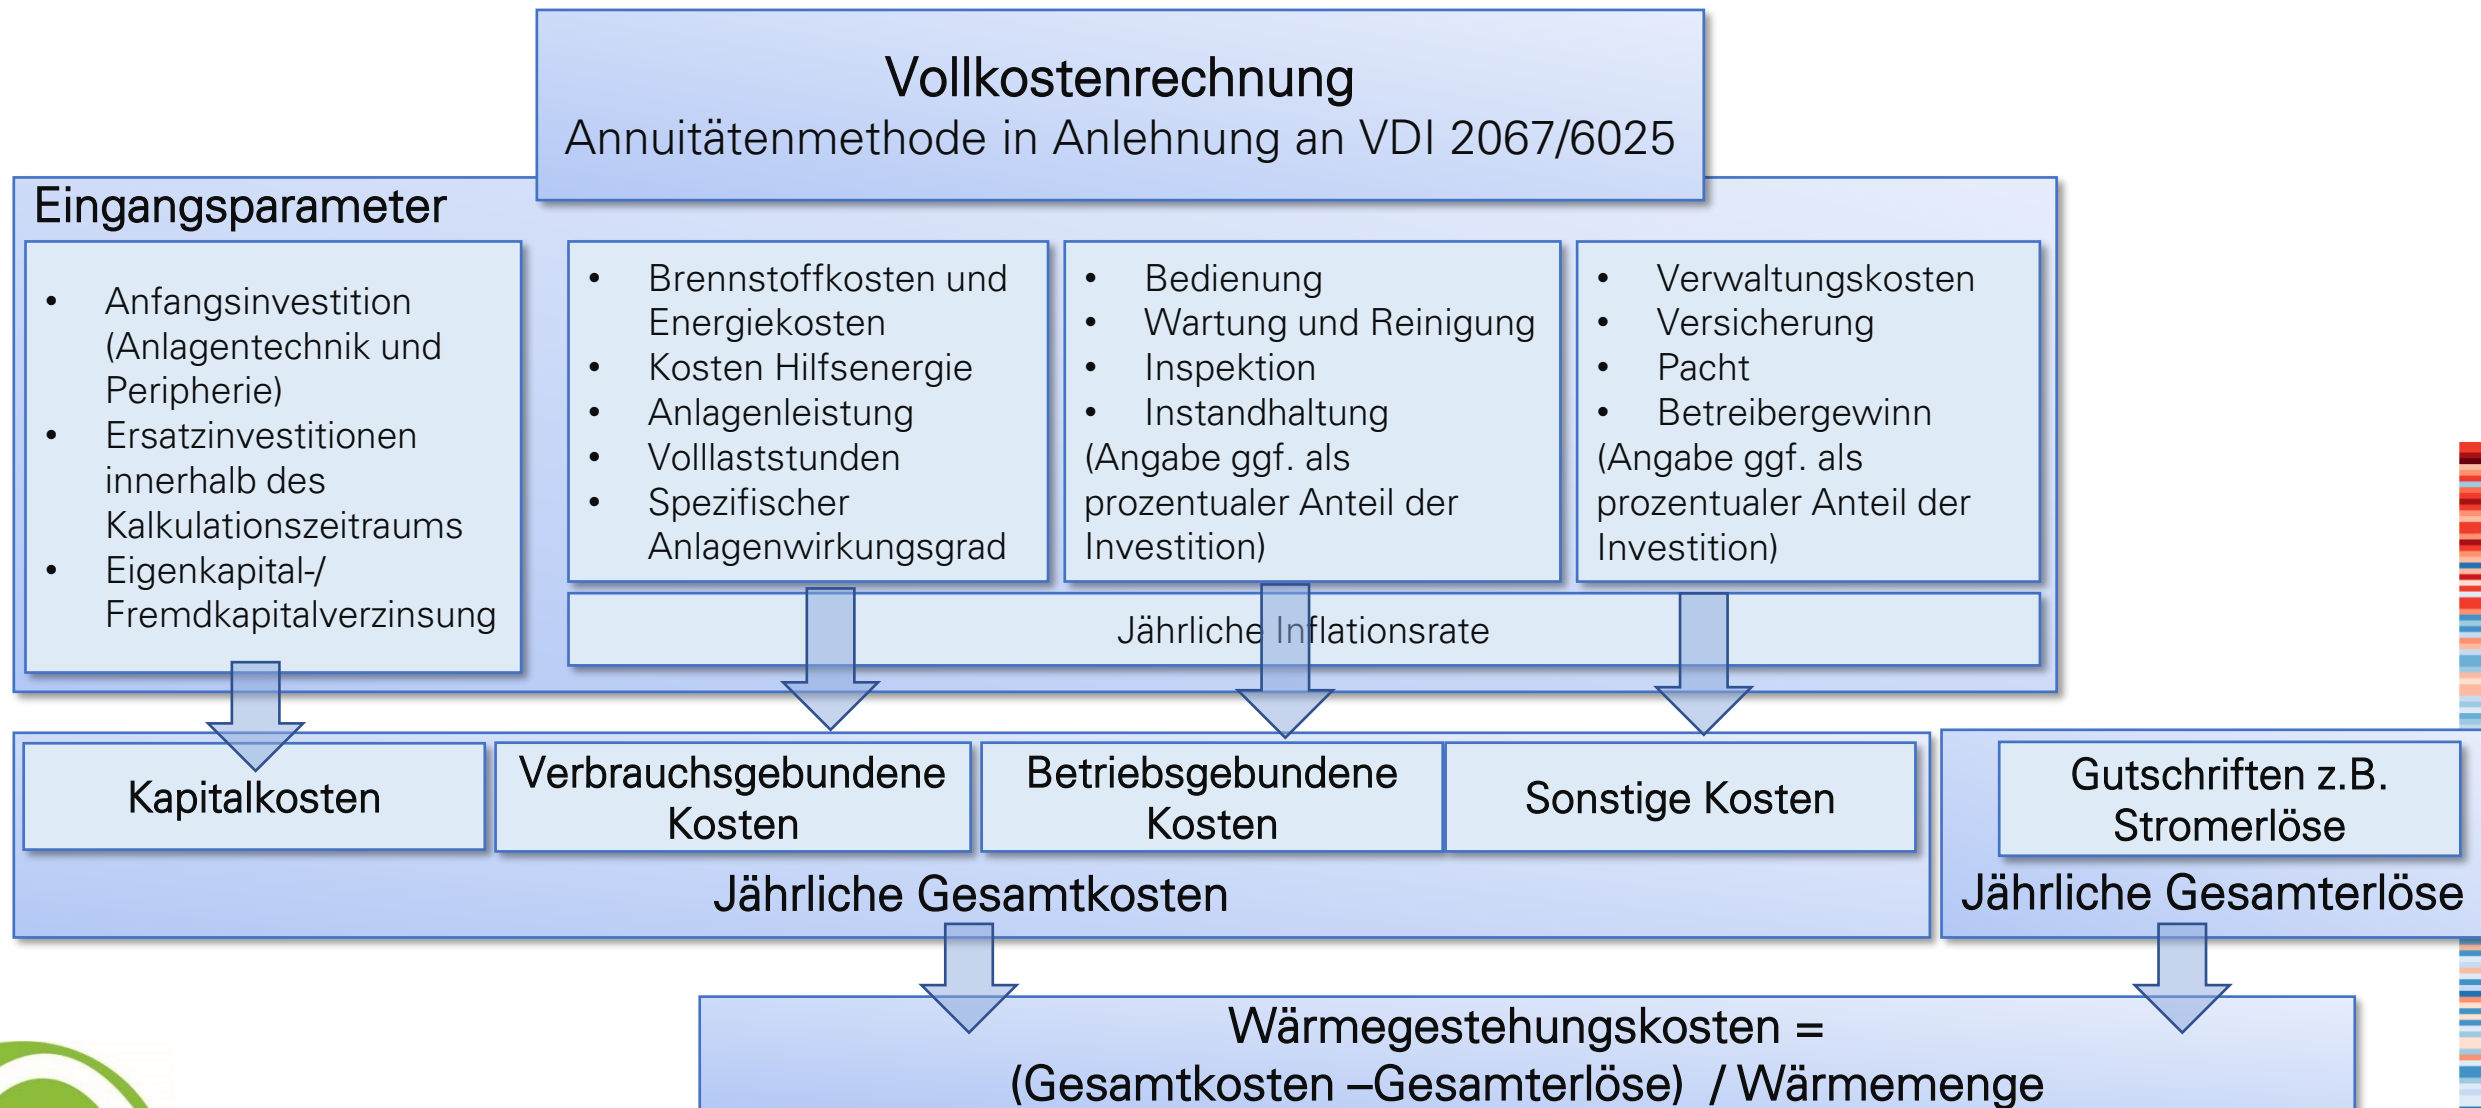 Vollkostenrechnung
Annuitätenmethode in Anlehnung an VDI 2067/6025
Eingangsparameter
• Anfangsinvestition
(Anlagentechnik und
Peripherie)
• Ersatzinvestitionen
innerhalb des
Kalkulationszeitraums
• Eigenkapital-/
Fremdkapitalverzinsung
• Brennstoffkosten und
Energiekosten
• Kosten Hilfsenergie
• Anlagenleistung
• Volllaststunden
• Spezifischer
Anlagenwirkungsgrad
• Bedienung
• Wartung und Reinigung
• Inspektion
• Instandhaltung
(Angabe ggf. als
prozentualer Anteil der
Investition)
• Verwaltungskosten
• Versicherung
• Pacht
• Betreibergewinn
(Angabe ggf. als
prozentualer Anteil der
Investition)
Jährliche Inflationsrate
Kapitalkosten
Verbrauchsgebundene
Kosten
Betriebsgebundene
Kosten
Sonstige Kosten
Jährliche Gesamtkosten
Gutschriften z.B.
Stromerlöse
Jährliche Gesamterlöse
Wärmegestehungskosten =
(Gesamtkosten –Gesamterlöse) / Wärmemenge